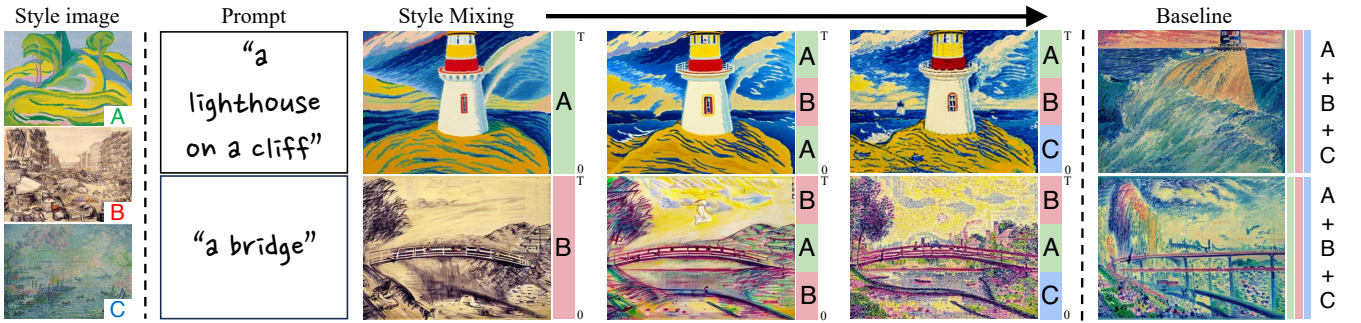 Style image
Prompt
Style Mixing
Baseline
A
B
C
“a
lighthouse
on a cliff”
T
A
0
T
A
B
A
0
T
A
B
C
0
A
+
B
+
C
“a bridge”
T
B
0
T
B
A
B
0
T
B
A
C
0
A
+
B
+
C